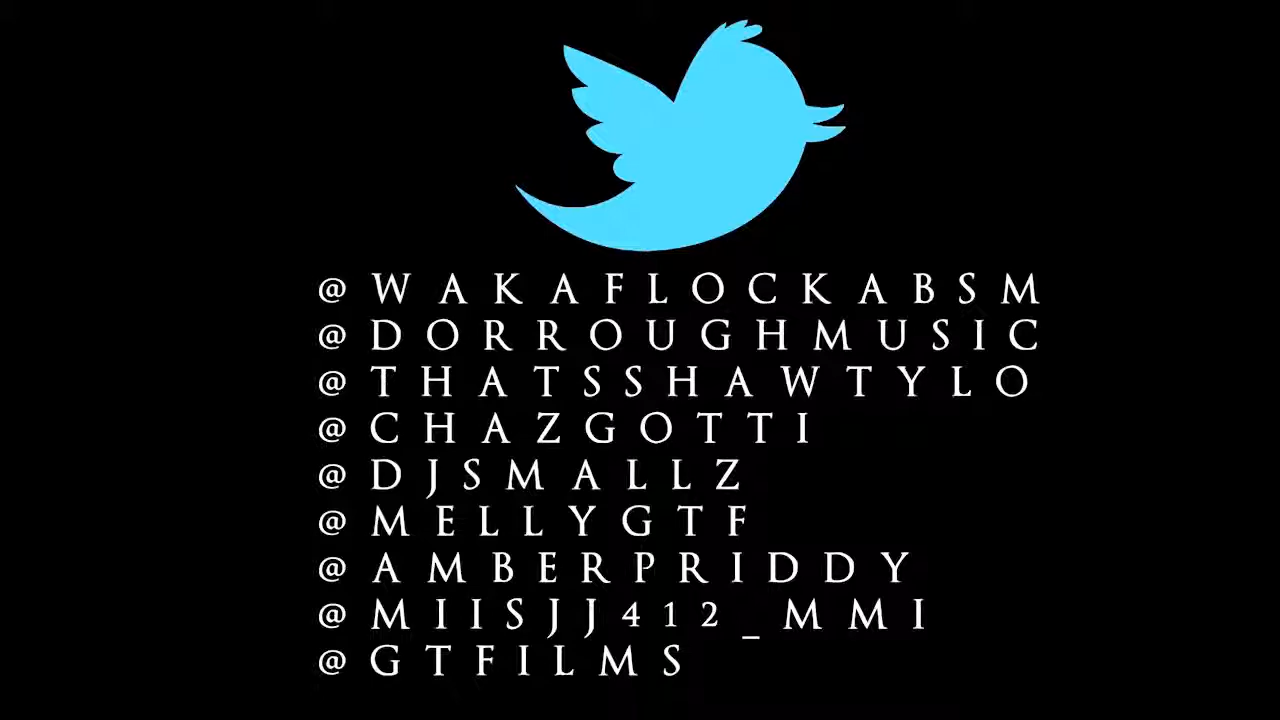 @WAKAFLOCKABSM
@DORROUGHMUSIC
@THATSSHAWTYLO
@CHAZGOTTI
@DJSMALLZ
@MELLYGTF
@AMBERPRIDDY
@MIISJJ412_MMI
@GTFILMS